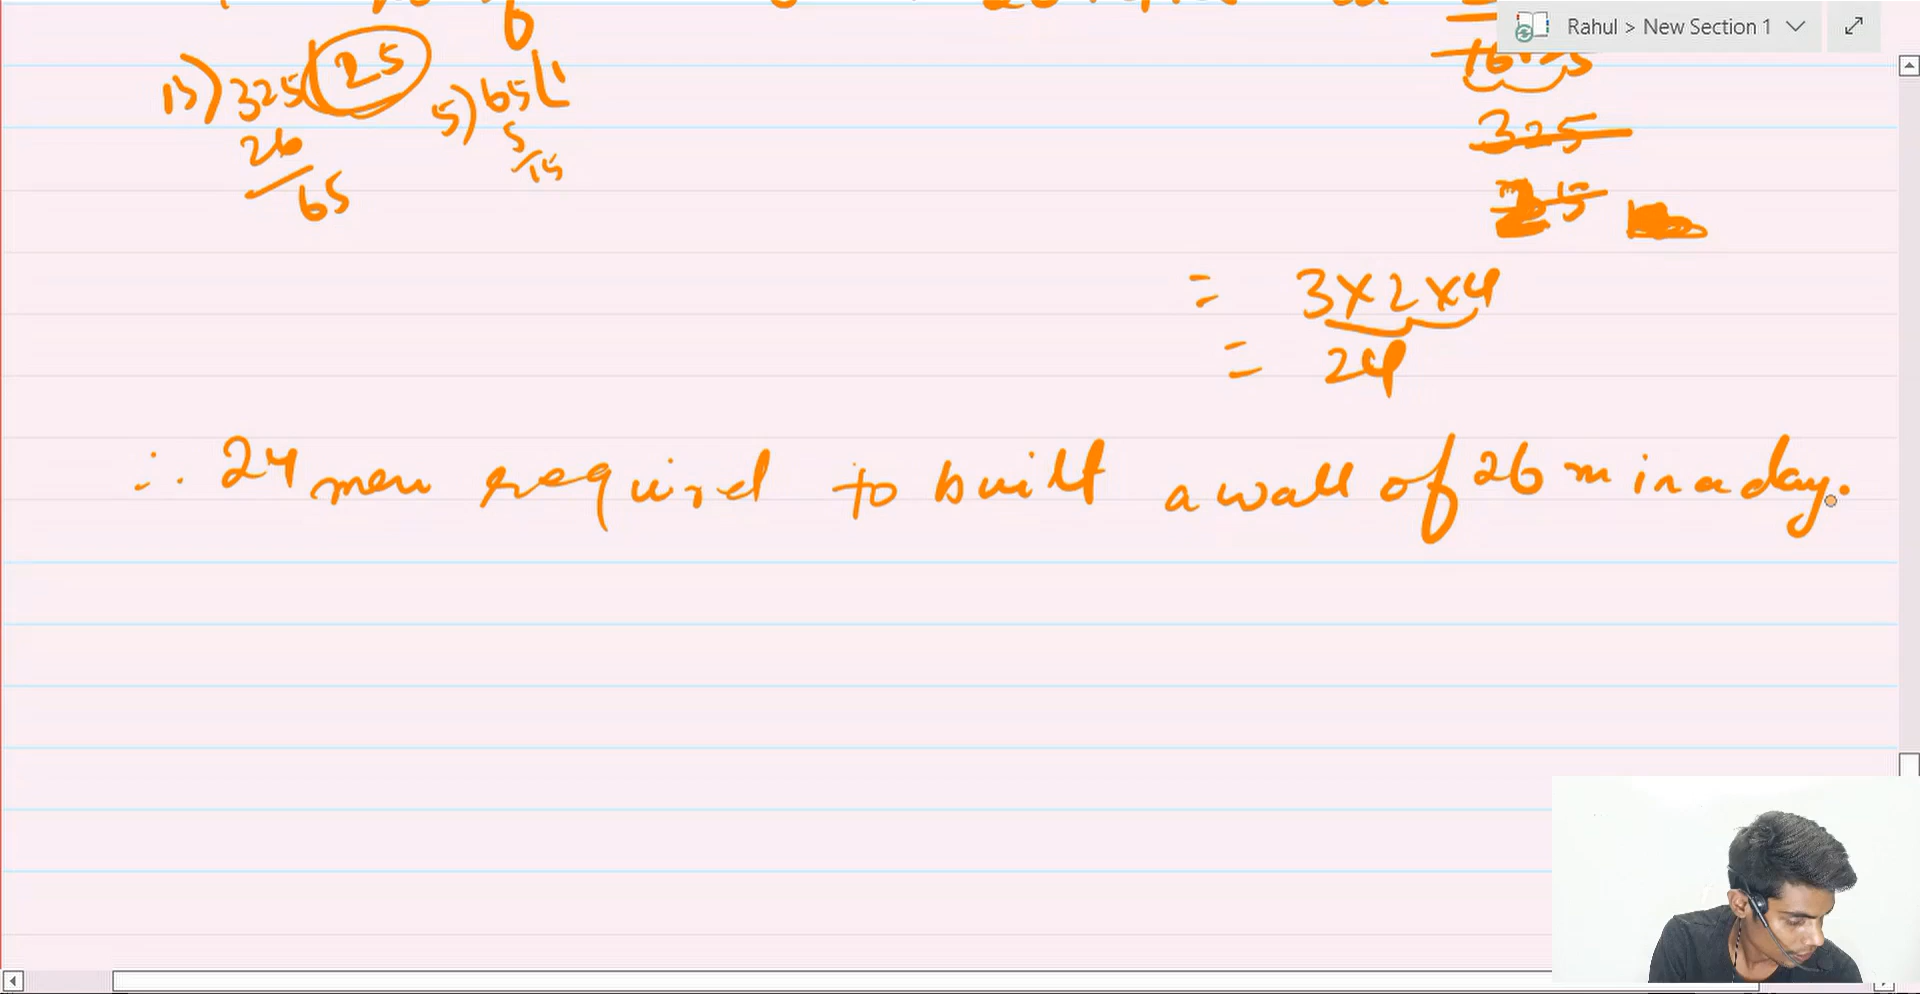 Rahul > New Section 1
13) 325 ( 25
26
65
5) 65 ( 1
5
15
325
= 3 × 2 × 4
= 24
∴ 24 men required to built a wall of 26 m in a day.